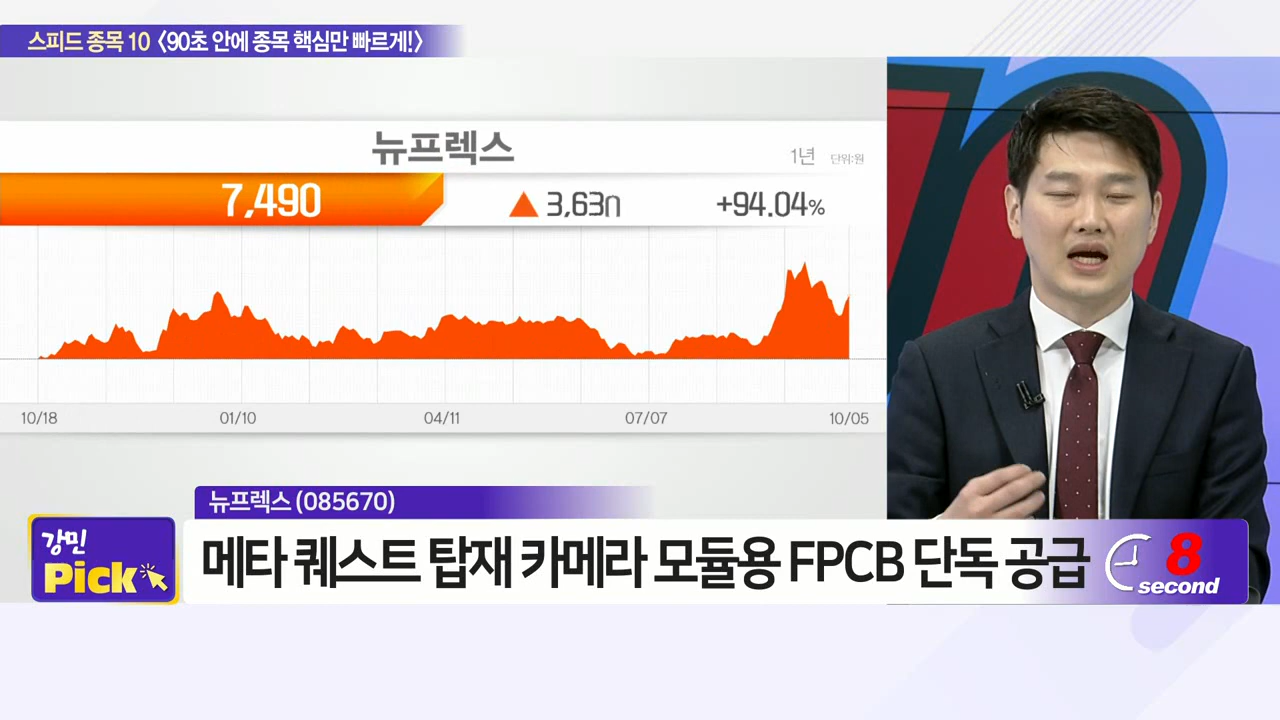 스피드 종목 10 〈90초 안에 종목 핵심만 빠르게!〉
뉴프렉스
1년 단위:원
7,490 ▲ +94.04%
10/18 01/10 04/11 07/07 10/05
뉴프렉스 (085670)
강민 Pick
메타 퀘스트 탑재 카메라 모듈용 FPCB 단독 공급
8 second